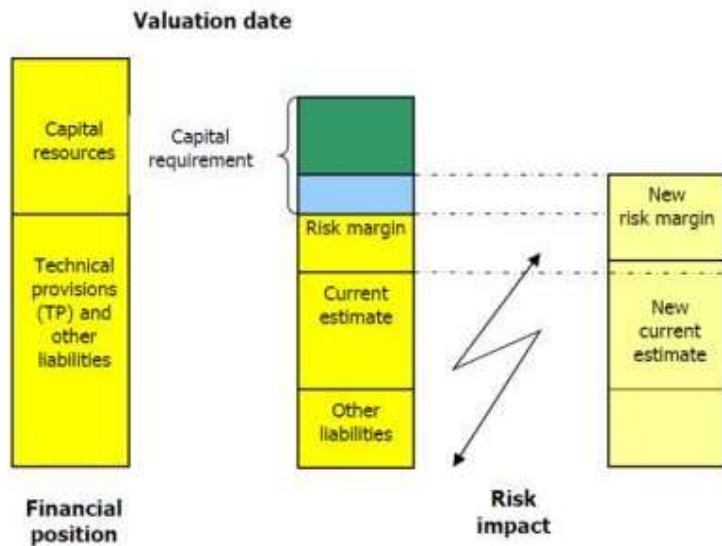 Valuation date
Capital
resources
Technical
provisions
(TP) and
other
liabilities
Financial
position
Capital
requirement
Risk margin
Current
estimate
Other
liabilities
Risk
impact
New
risk margin
New
current
estimate